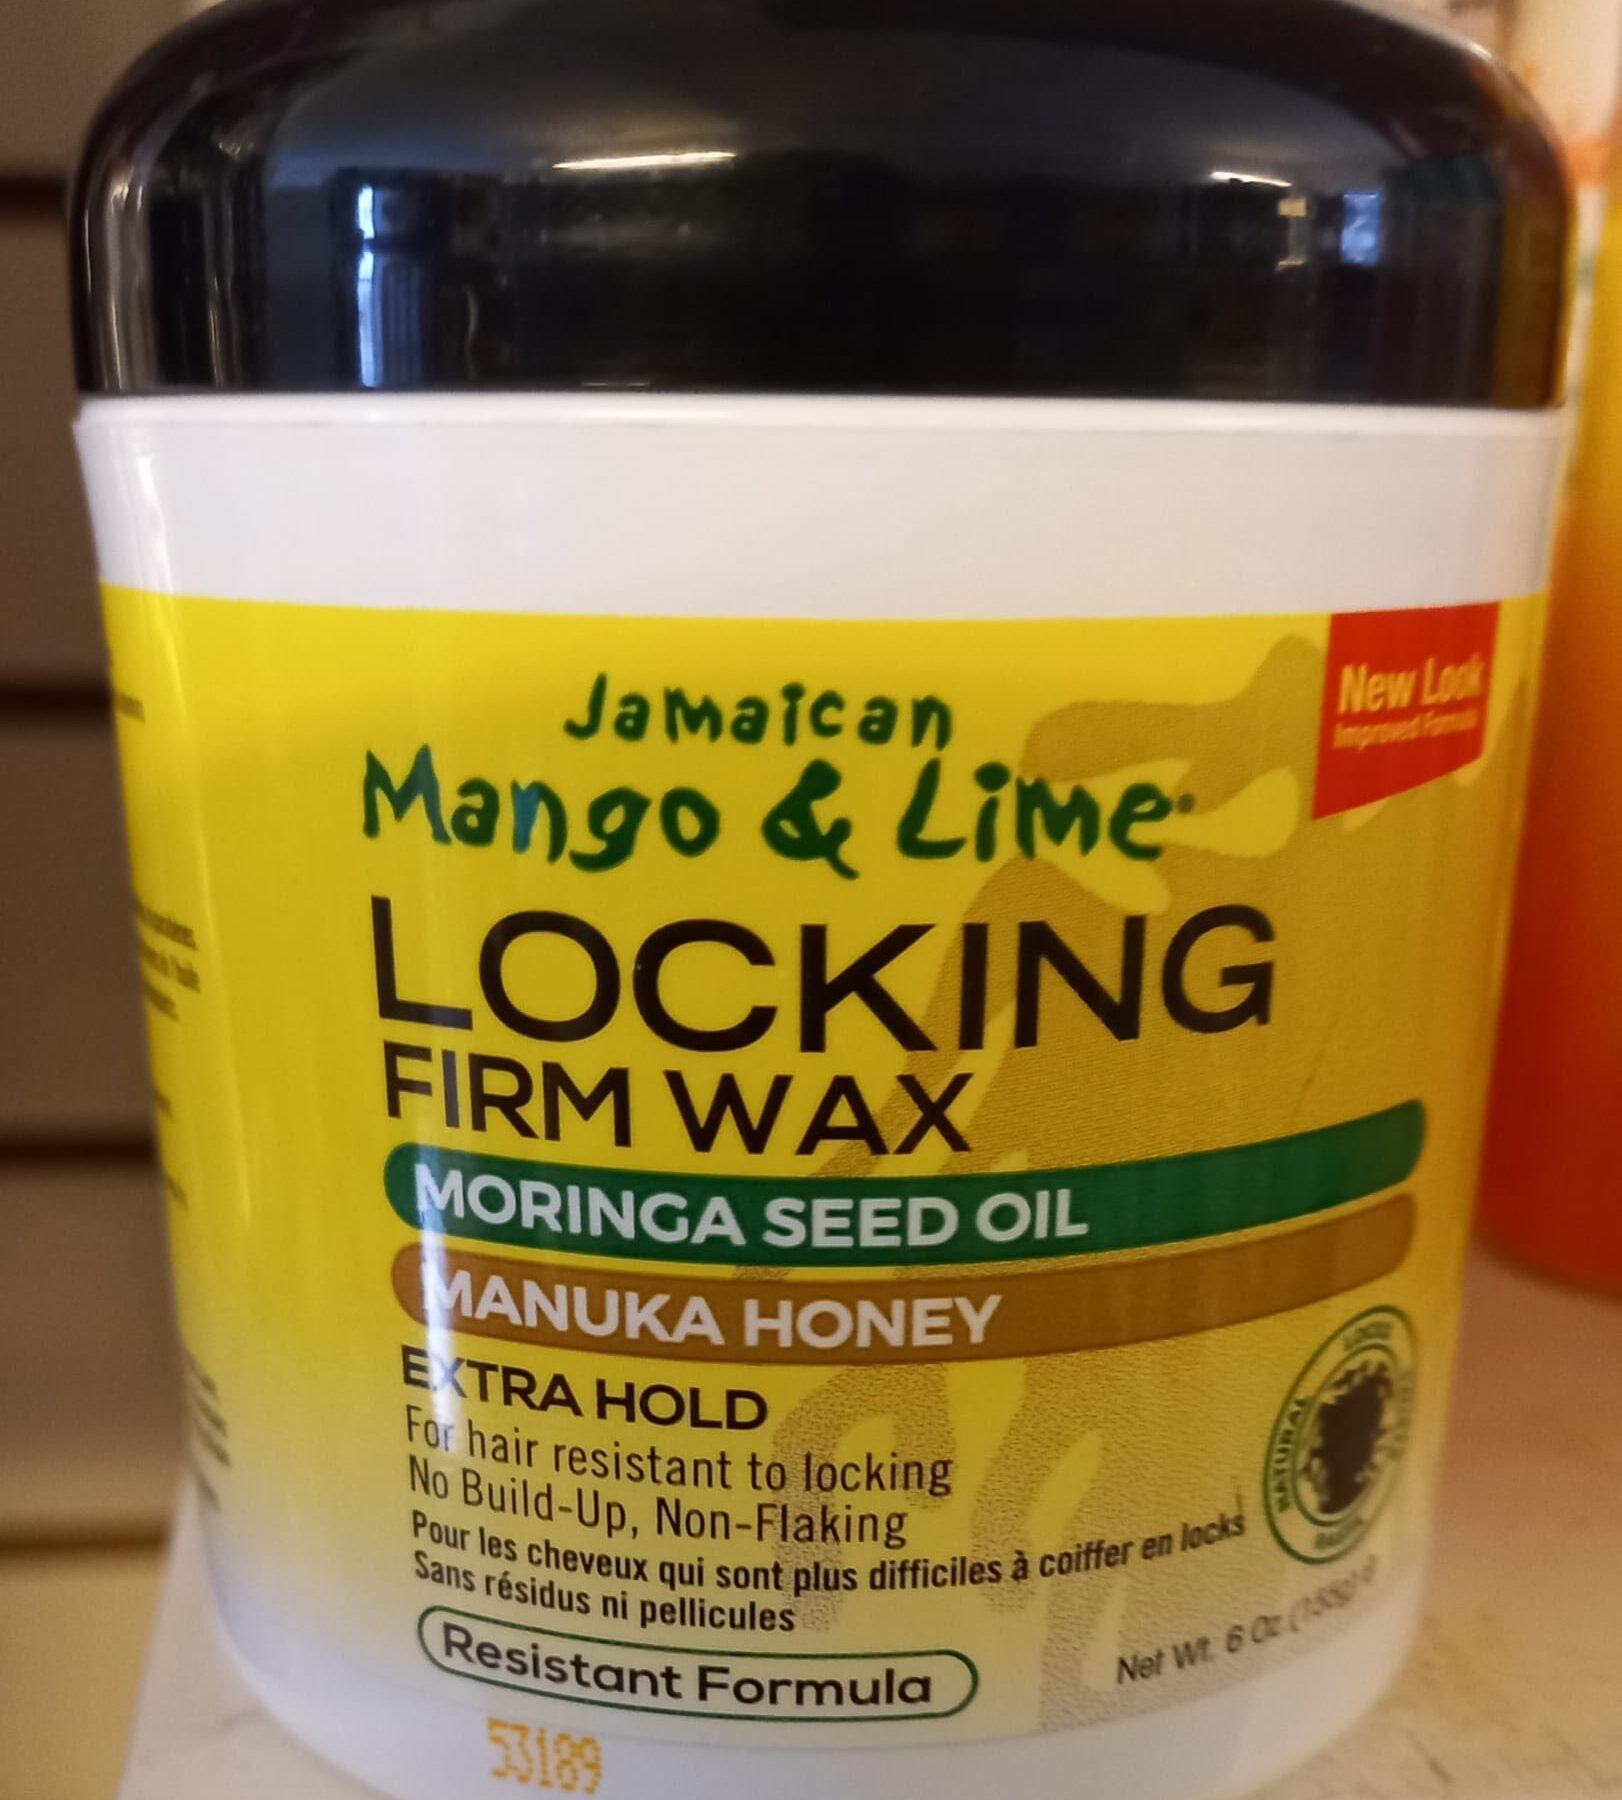 Jamaican
Mango & Lime
New Look
Improved Formula
LOCKING
FIRM WAX
MORINGA SEED OIL
MANUKA HONEY
EXTRA HOLD
For hair resistant to locking
No Build-Up, Non-Flaking
Pour les cheveux qui sont plus difficiles à coiffer en locks
Sans résidus ni pellicules
Resistant Formula
NATURAL
LOCKS
Net Wt. 6 Oz
53189